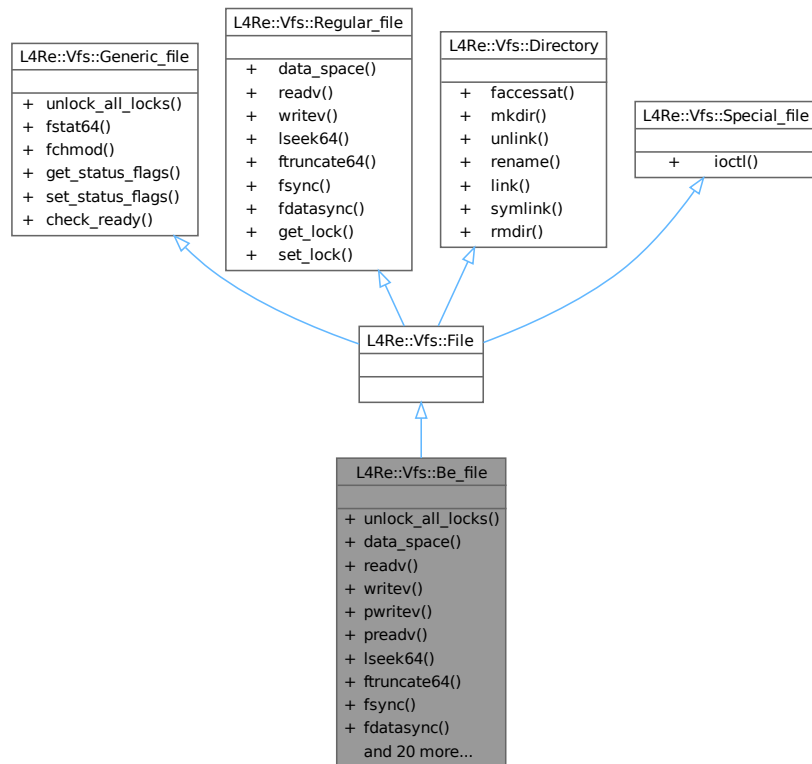 L4Re::Vfs::Generic_file
+ unlock_all_locks()
+ fstat64()
+ fchmod()
+ get_status_flags()
+ set_status_flags()
+ check_ready()
L4Re::Vfs::Regular_file
+ data_space()
+ readv()
+ writev()
+ lseek64()
+ ftruncate64()
+ fsync()
+ fdatasync()
+ get_lock()
+ set_lock()
L4Re::Vfs::Directory
+ faccessat()
+ mkdir()
+ unlink()
+ rename()
+ link()
+ symlink()
+ rmdir()
L4Re::Vfs::Special_file
+ ioctl()
L4Re::Vfs::File
L4Re::Vfs::Be_file
+ unlock_all_locks()
+ data_space()
+ readv()
+ writev()
+ pwritev()
+ preadv()
+ lseek64()
+ ftruncate64()
+ fsync()
+ fdatasync()
and 20 more...